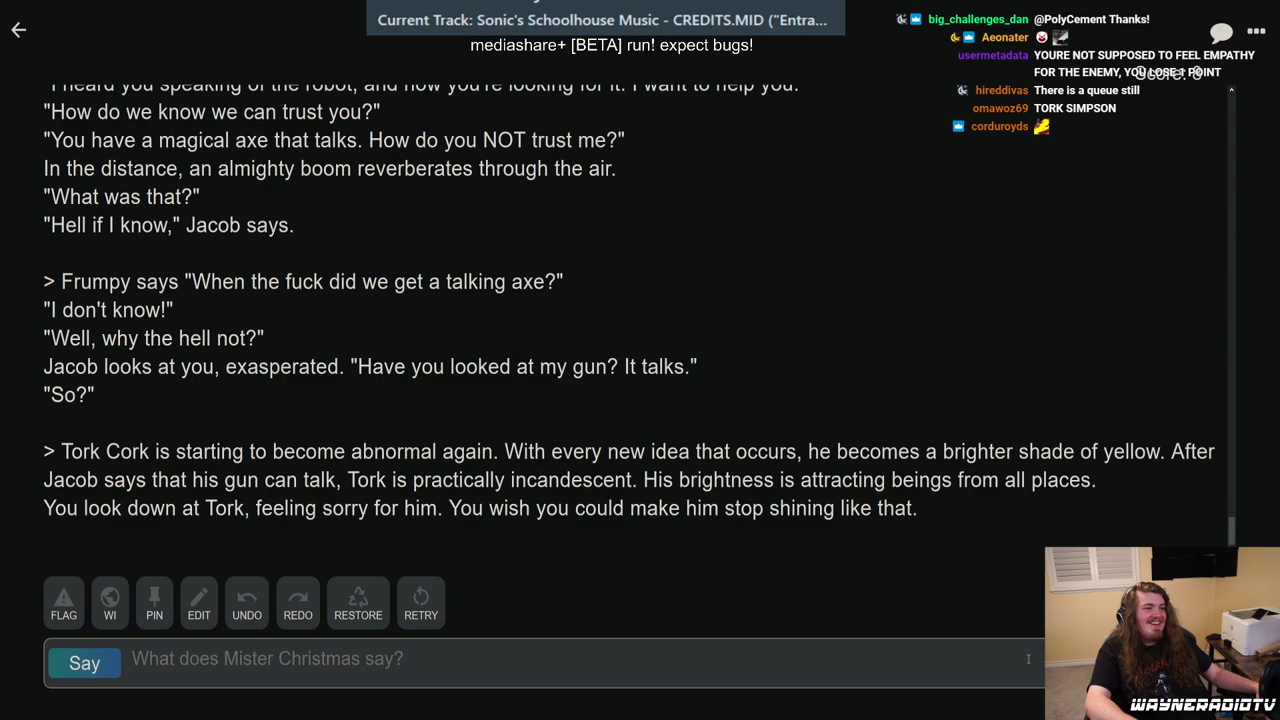 Current Track: Sonic's Schoolhouse Music - CREDITS.MID ("Entra...
mediashare+ [BETA] run! expect bugs!
big_challenges_dan @PolyCement Thanks!
Aeonater
usermetadata YOURE NOT SUPPOSED TO FEEL EMPATHY
FOR THE ENEMY, YOU LOSE 1 POINT
hireddivas There is a queue still
omawoz69 TORK SIMPSON
corduroyds
"I heard you speaking of the robot, and how you're looking for it. I want to help you."
"How do we know we can trust you?"
"You have a magical axe that talks. How do you NOT trust me?"
In the distance, an almighty boom reverberates through the air.
"What was that?"
"Hell if I know," Jacob says.
> Frumpy says "When the fuck did we get a talking axe?"
"I don't know!"
"Well, why the hell not?"
Jacob looks at you, exasperated. "Have you looked at my gun? It talks."
"So?"
> Tork Cork is starting to become abnormal again. With every new idea that occurs, he becomes a brighter shade of yellow. After
Jacob says that his gun can talk, Tork is practically incandescent. His brightness is attracting beings from all places.
You look down at Tork, feeling sorry for him. You wish you could make him stop shining like that.
FLAG
WI
PIN
EDIT
UNDO
REDO
RESTORE
RETRY
Say
What does Mister Christmas say?
WAYNERADIOTV